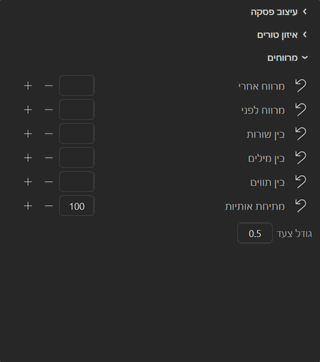 עיצוב פסקה
איזון טורים
מרווחים
מרווח אחרי
מרווח לפני
בין שורות
בין מילים
בין תווים
מתיחת אותיות 100
גודל צעד 0.5